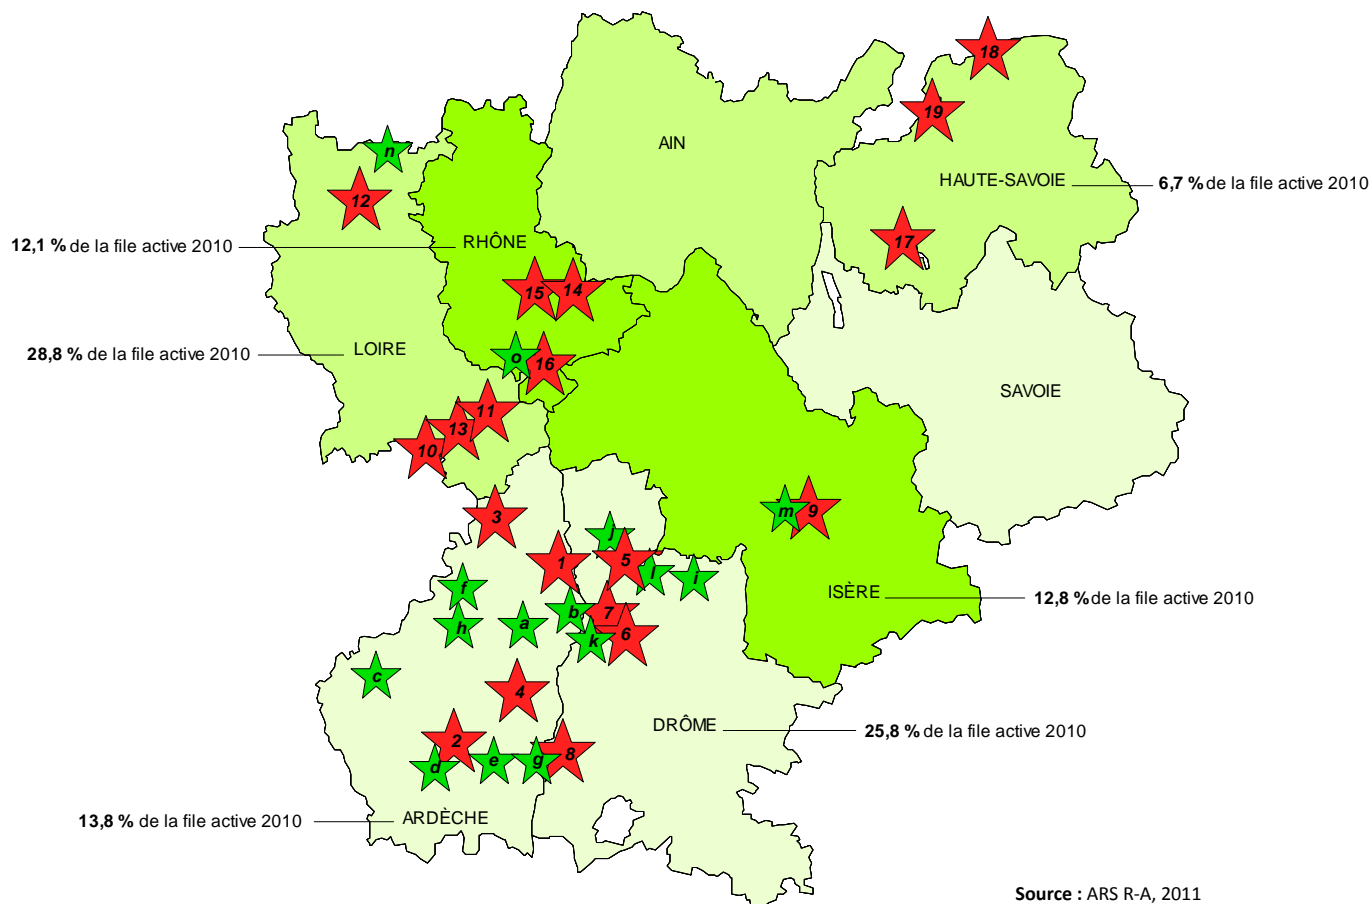 18
19
AIN
n
HAUTE-SAVOIE
6,7 % de la file active 2010
12
17
RHÔNE
12,1 % de la file active 2010
15
14
LOIRE
28,8 % de la file active 2010
o
16
SAVOIE
11
13
10
3
m
9
j
1
5
l
i
f
ISÈRE
12,8 % de la file active 2010
b
7
h
a
k
6
c
4
DRÔME
25,8 % de la file active 2010
2
d
e
g
8
ARDÈCHE
13,8 % de la file active 2010
Source : ARS R-A, 2011